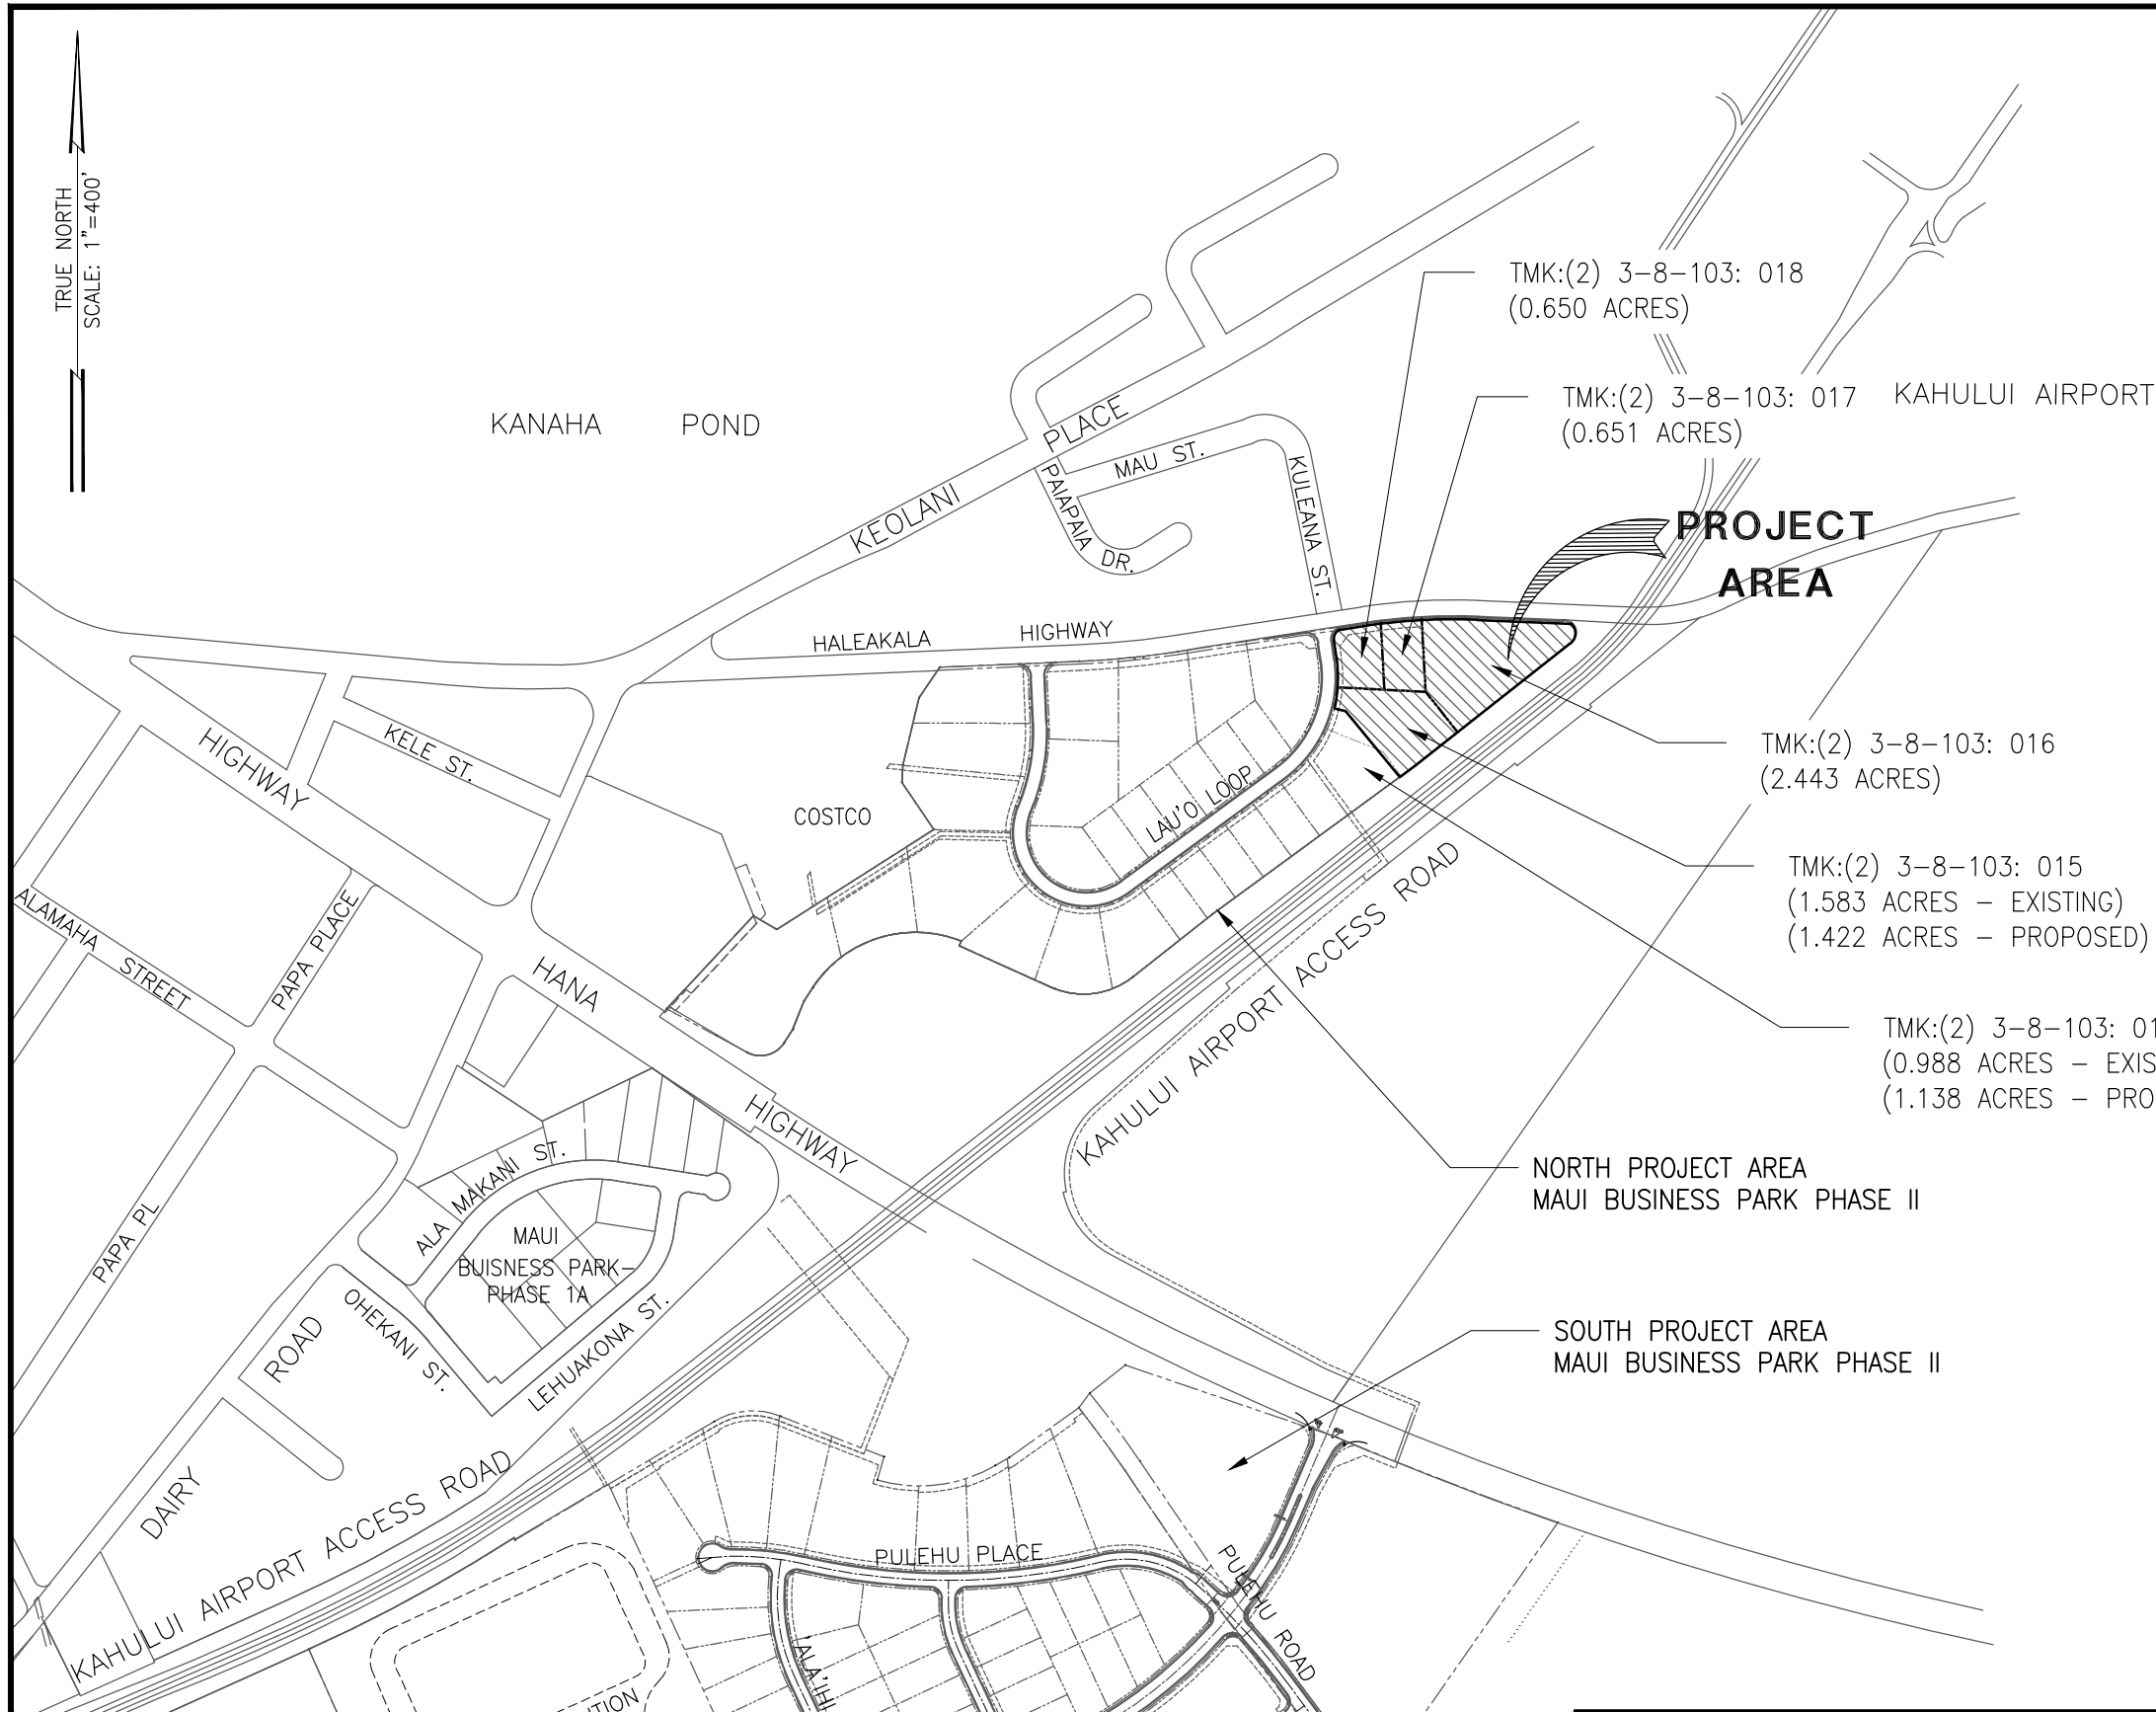 TRUE NORTH
SCALE: 1"=400'
KANAHA POND
TMK:(2) 3-8-103: 018
(0.650 ACRES)
TMK:(2) 3-8-103: 017
(0.651 ACRES)
KAHULUI AIRPORT
PLACE
MAU ST.
KEOLANI
PAIAPAIA
DR.
KULEANA ST.
PROJECT
AREA
HALEAKALA HIGHWAY
HIGHWAY
KELE ST.
COSTCO
LAU'O LOOP
TMK:(2) 3-8-103: 016
(2.443 ACRES)
TMK:(2) 3-8-103: 015
(1.583 ACRES - EXISTING)
(1.422 ACRES - PROPOSED)
ALAMAHA
STREET
PAPA PLACE
HANA
HIGHWAY
KAHULUI AIRPORT ACCESS ROAD
TMK:(2) 3-8-103: 01
(0.988 ACRES - EXIS
(1.138 ACRES - PRO
NORTH PROJECT AREA
MAUI BUSINESS PARK PHASE II
ALA MAKANI ST.
MAUI
BUISNESS PARK-
PHASE 1A
PAPA PL
OHEKANI ST.
LEHUAKONA ST.
SOUTH PROJECT AREA
MAUI BUSINESS PARK PHASE II
DAIRY ROAD
KAHULUI AIRPORT ACCESS ROAD
PULEHU PLACE
PULEHU ROAD
'ALA'IHI
ITION